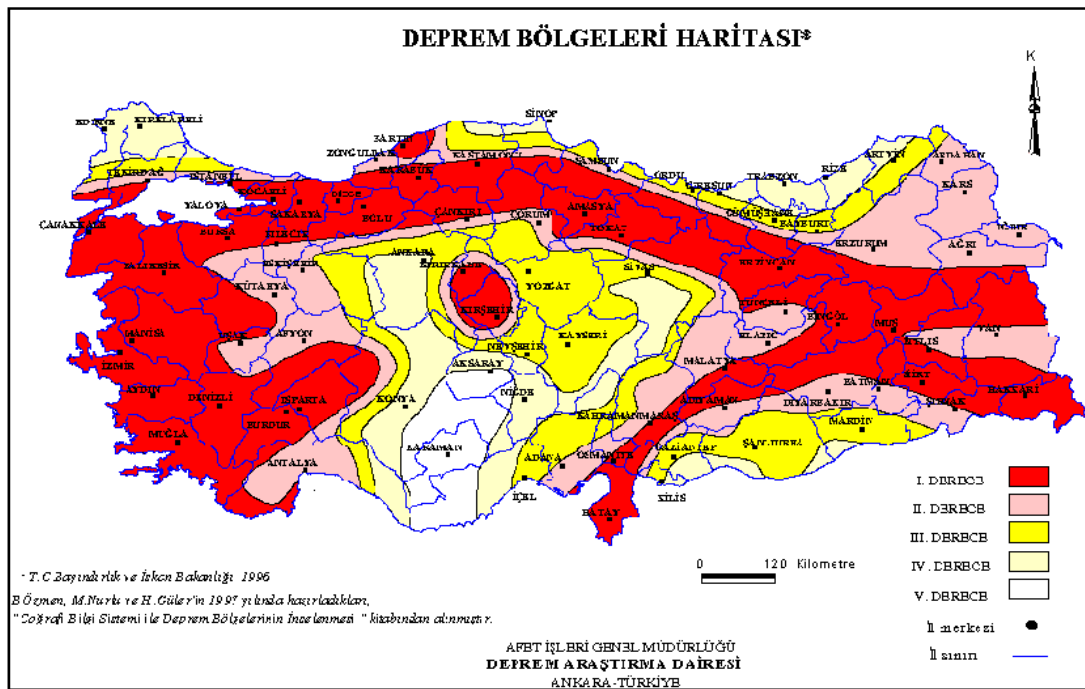 DEPREM BÖLGELERİ HARİTASI*
K
SİNOP
EDİRNE
KIRKLARELİ
BARTIN
ZONGULDAK
KASTAMONU
SAMSUN
ARTVİN
ARDAHAN
TEKİRDAĞ
İSTANBUL
KARABÜK
ORDU
GİRESUN
TRABZON
RİZE
KARS
KOCAELİ
DÜZCE
YALOVA
SAKARYA
BOLU
ÇANKIRI
ÇORUM
AMASYA
TOKAT
GÜMÜŞHANE
BAYBURT
ÇANAKKALE
BURSA
BİLECİK
ERZURUM
AĞRI
IĞDIR
BALIKESİR
ESKİŞEHİR
ANKARA
KIRIKKALE
SİVAS
ERZİNCAN
KÜTAHYA
YOZGAT
TUNCELİ
BİNGÖL
MUŞ
MANİSA
UŞAK
AFYON
KIRŞEHİR
KAYSERİ
NEVŞEHİR
ELAZIĞ
VAN
BİTLİS
İZMİR
AKSARAY
MALATYA
SİİRT
BATMAN
HAKKARİ
AYDIN
DENİZLİ
ISPARTA
KONYA
NİĞDE
ADIYAMAN
DİYARBAKIR
ŞIRNAK
BURDUR
KAHRAMANMARAŞ
MARDİN
MUĞLA
KARAMAN
GAZİANTEP
ŞANLIURFA
ANTALYA
ADANA
OSMANİYE
İÇEL
KİLİS
HATAY
I. DERECE
II. DERECE
III. DERECE
IV. DERECE
V. DERECE
İl merkezi
İl sınırı
0 120 Kilometre
* T.C.Bayındırlık ve İskan Bakanlığı 1996
B.Özmen, M.Nurlu ve H.Güler'in 1997 yılında hazırladıkları,
"Coğrafi Bilgi Sistemi ile Deprem Bölgelerinin İncelenmesi " kitabından alınmıştır.
AFET İŞLERİ GENEL MÜDÜRLÜĞÜ
DEPREM ARAŞTIRMA DAİRESİ
ANKARA-TÜRKİYE